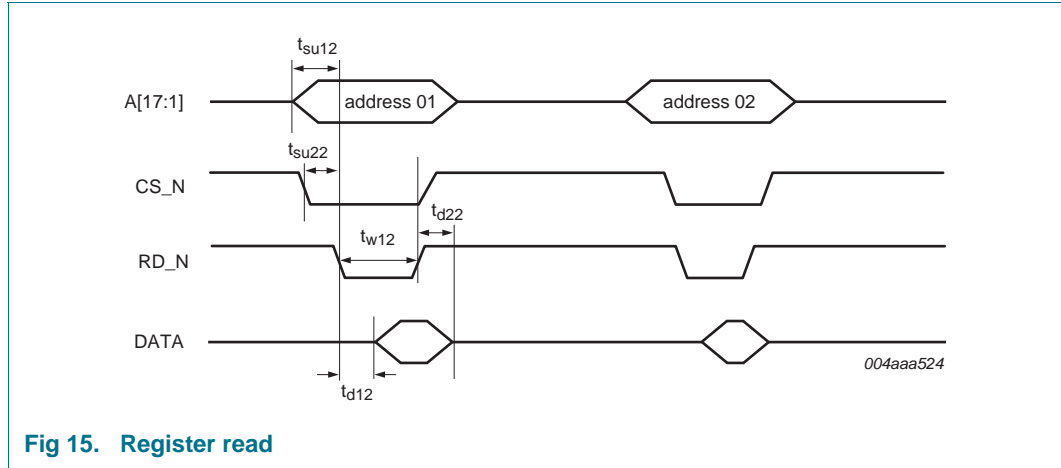 tsu12
A[17:1] address 01 address 02
tsu22
CS_N
td22
tw12
RD_N
DATA
004aaa524
td12
Fig 15. Register read